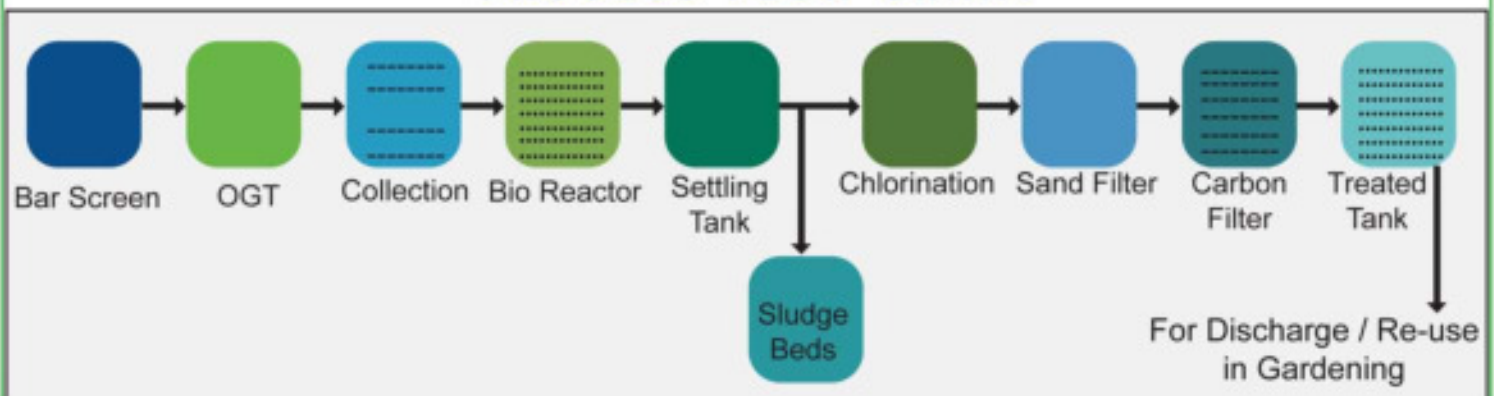 Bar Screen
OGT
Collection
Bio Reactor
Settling
Tank
Chlorination
Sand Filter
Carbon
Filter
Treated
Tank
Sludge
Beds
For Discharge / Re-use
in Gardening